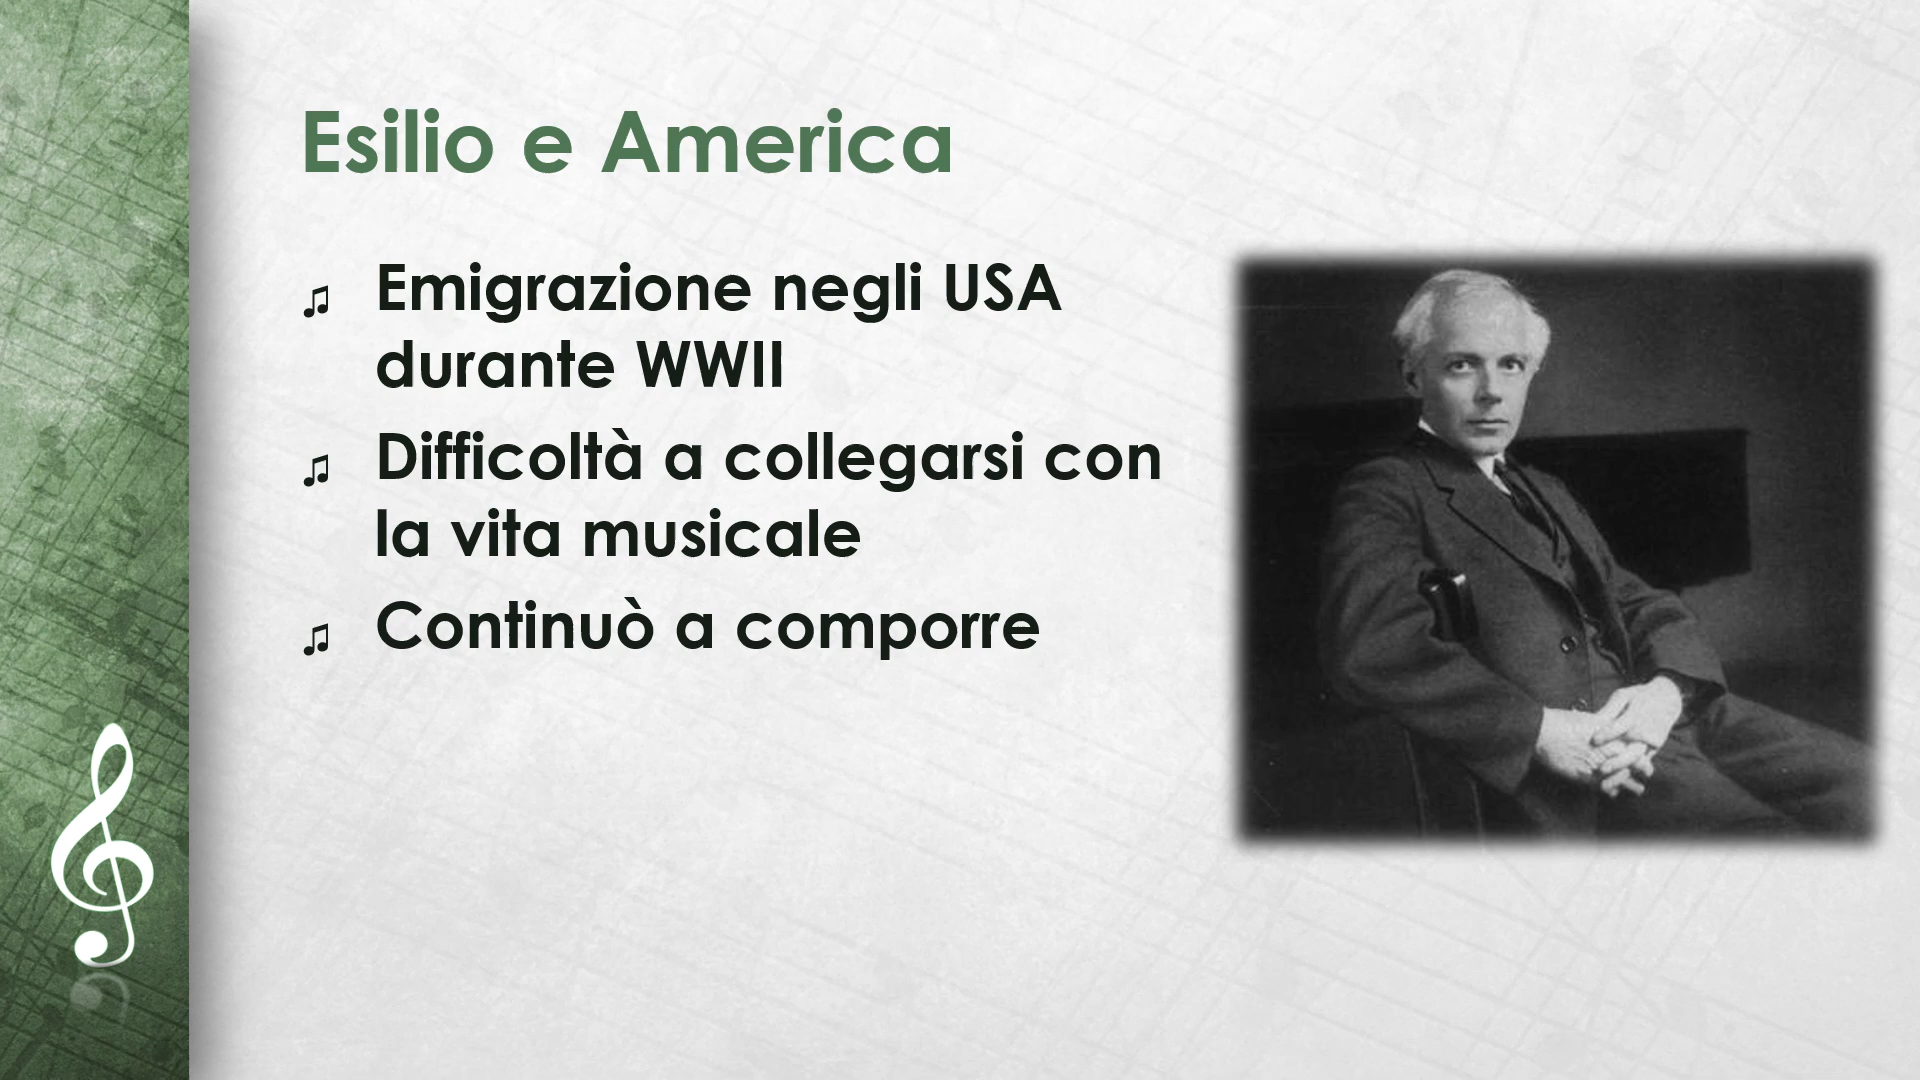 Esilio e America
♫ Emigrazione negli USA
durante WWII
♫ Difficoltà a collegarsi con
la vita musicale
♫ Continuò a comporre